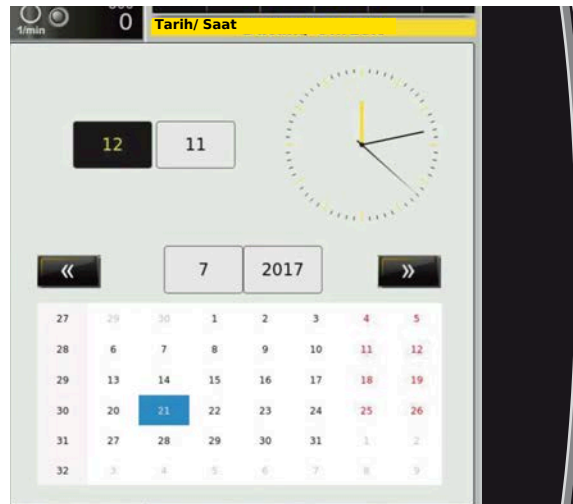 1/min
0
Tarih/ Saat
12 11
« 7 2017 »
27 29 30 1 2 3 4 5
28 6 7 8 9 10 11 12
29 13 14 15 16 17 18 19
30 20 21 22 23 24 25 26
31 27 28 29 30 31 1 2
32 3 4 5 6 7 8 9